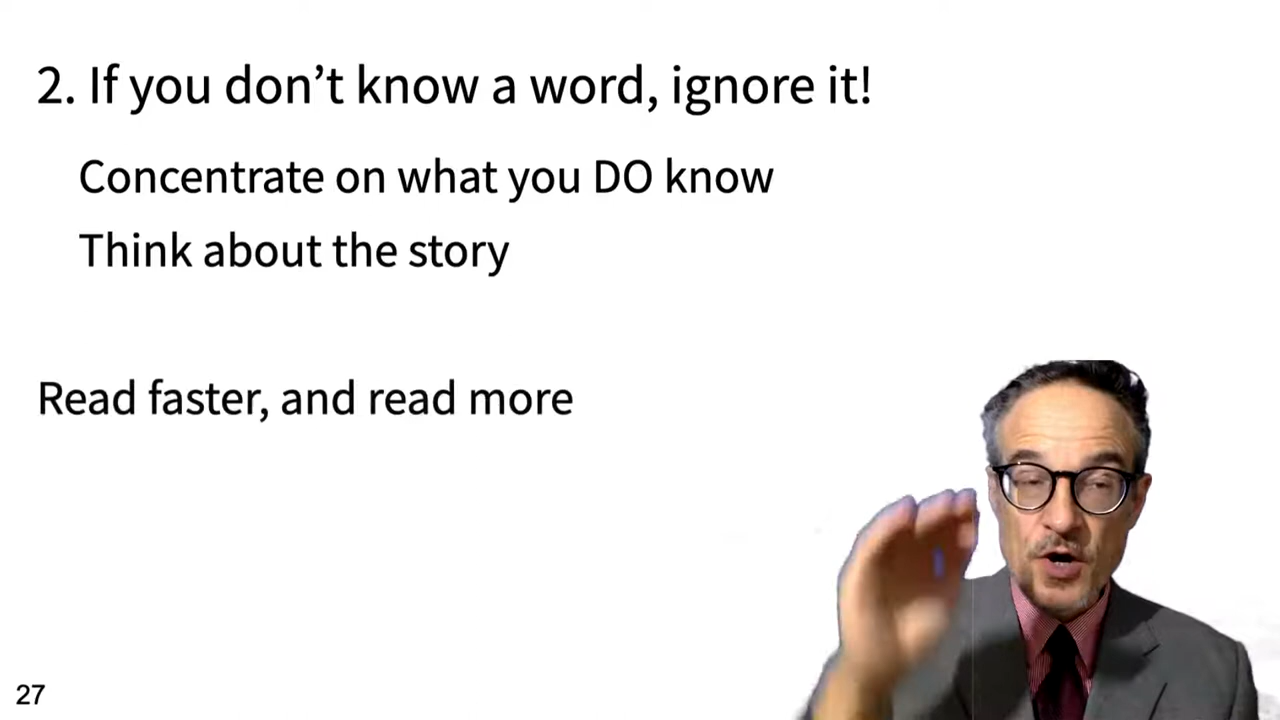 2. If you don’t know a word, ignore it!
Concentrate on what you DO know
Think about the story
Read faster, and read more
27